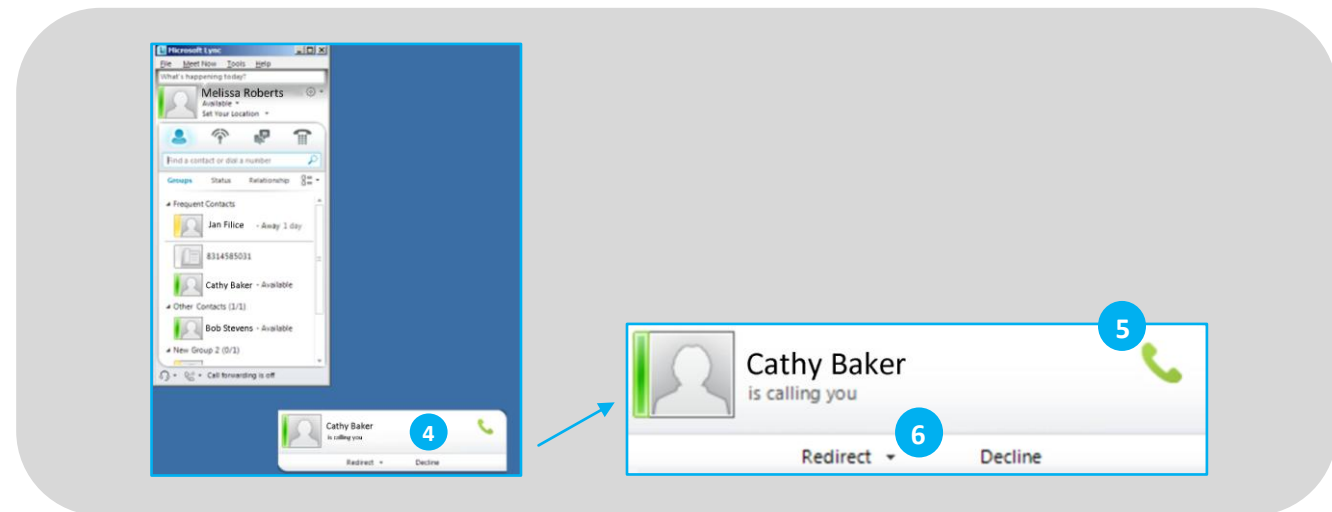 Microsoft Lync
File Meet Now Tools Help
What's happening today?
Melissa Roberts
Available
Set Your Location
Find a contact or dial a number
Groups Status Relationship
Frequent Contacts
Jan Filice - Away 1 day
8314585031
Cathy Baker - Available
Other Contacts (1/1)
Bob Stevens - Available
New Group 2 (0/1)
Call forwarding is off
Cathy Baker
is calling you
4
Redirect Decline
5
Cathy Baker
is calling you
6
Redirect Decline